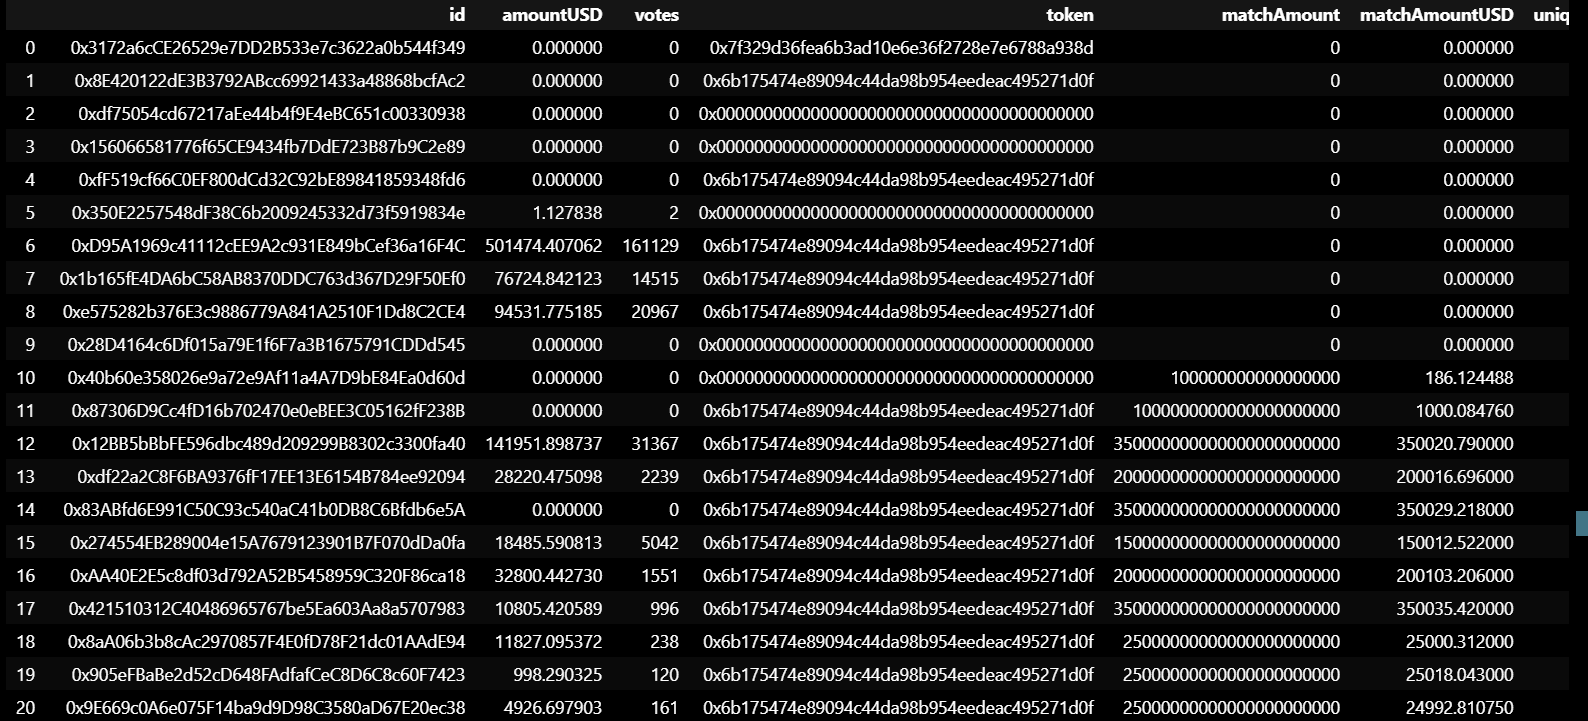 id amountUSD votes token matchAmount matchAmountUSD uniq
0 0x3172a6cCE26529e7DD2B533e7c3622a0b544f349 0.000000 0 0x7f329d36fea6b3ad10e6e36f2728e7e6788a938d 0 0.000000
1 0x8E420122dE3B3792ABcc69921433a48868bcfAc2 0.000000 0 0x6b175474e89094c44da98b954eedeac495271d0f 0 0.000000
2 0xdf75054cd67217aEe44b4f9E4eBC651c00330938 0.000000 0 0x0000000000000000000000000000000000000000 0 0.000000
3 0x156066581776f65CE9434fb7DdE723B87b9C2e89 0.000000 0 0x0000000000000000000000000000000000000000 0 0.000000
4 0xfF519cf66C0EF800dCd32C92bE89841859348fd6 0.000000 0 0x6b175474e89094c44da98b954eedeac495271d0f 0 0.000000
5 0x350E2257548dF38C6b2009245332d73f5919834e 1.127838 2 0x0000000000000000000000000000000000000000 0 0.000000
6 0xD95A1969c41112cEE9A2c931E849bCef36a16F4C 501474.407062 161129 0x6b175474e89094c44da98b954eedeac495271d0f 0 0.000000
7 0x1b165fE4DA6bC58AB8370DDC763d367D29F50Ef0 76724.842123 14515 0x6b175474e89094c44da98b954eedeac495271d0f 0 0.000000
8 0xe575282b376E3c9886779A841A2510F1Dd8C2CE4 94531.775185 20967 0x6b175474e89094c44da98b954eedeac495271d0f 0 0.000000
9 0x28D4164c6Df015a79E1f6F7a3B1675791CDDd545 0.000000 0 0x0000000000000000000000000000000000000000 0 0.000000
10 0x40b60e358026e9a72e9Af11a4A7D9bE84Ea0d60d 0.000000 0 0x0000000000000000000000000000000000000000 100000000000000000 186.124488
11 0x87306D9Cc4fD16b702470e0eBEE3C05162fF238B 0.000000 0 0x6b175474e89094c44da98b954eedeac495271d0f 1000000000000000000000 1000.084760
12 0x12BB5bBbFE596dbc489d209299B8302c3300fa40 141951.898737 31367 0x6b175474e89094c44da98b954eedeac495271d0f 350000000000000000000000 350020.790000
13 0xdf22a2C8F6BA9376fF17EE13E6154B784ee92094 28220.475098 2239 0x6b175474e89094c44da98b954eedeac495271d0f 200000000000000000000000 200016.696000
14 0x83ABfd6E991C50C93c540aC41b0DB8C6Bfdb6e5A 0.000000 0 0x6b175474e89094c44da98b954eedeac495271d0f 350000000000000000000000 350029.218000
15 0x274554EB289004e15A7679123901B7F070dDa0fa 18485.590813 5042 0x6b175474e89094c44da98b954eedeac495271d0f 150000000000000000000000 150012.522000
16 0xAA40E2E5c8df03d792A52B5458959C320F86ca18 32800.442730 1551 0x6b175474e89094c44da98b954eedeac495271d0f 200000000000000000000000 200103.206000
17 0x421510312C40486965767be5Ea603Aa8a5707983 10805.420589 996 0x6b175474e89094c44da98b954eedeac495271d0f 350000000000000000000000 350035.420000
18 0x8aA06b3b8cAc2970857F4E0fD78F21dc01AAdE94 11827.095372 238 0x6b175474e89094c44da98b954eedeac495271d0f 25000000000000000000000 25000.312000
19 0x905eFBaBe2d52cD648FAdfafCeC8D6C8c60F7423 998.290325 120 0x6b175474e89094c44da98b954eedeac495271d0f 25000000000000000000000 25018.043000
20 0x9E669c0A6e075F14ba9d9D98C3580aD67E20ec38 4926.697903 161 0x6b175474e89094c44da98b954eedeac495271d0f 25000000000000000000000 24992.810750